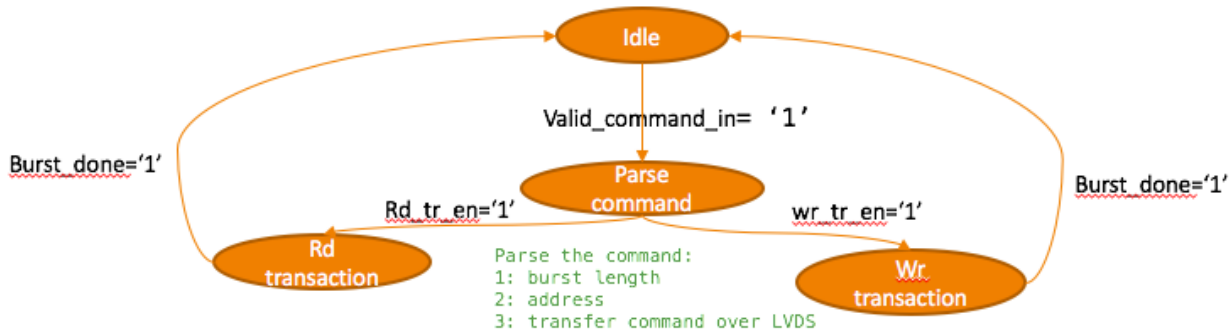 Idle
Valid_command_in= ‘1’
Burst_done=‘1’
Parse
command
Burst_done=‘1’
Rd_tr_en=‘1’
wr_tr_en=‘1’
Rd
transaction
Parse the command:
1: burst length
2: address
3: transfer command over LVDS
Wr
transaction